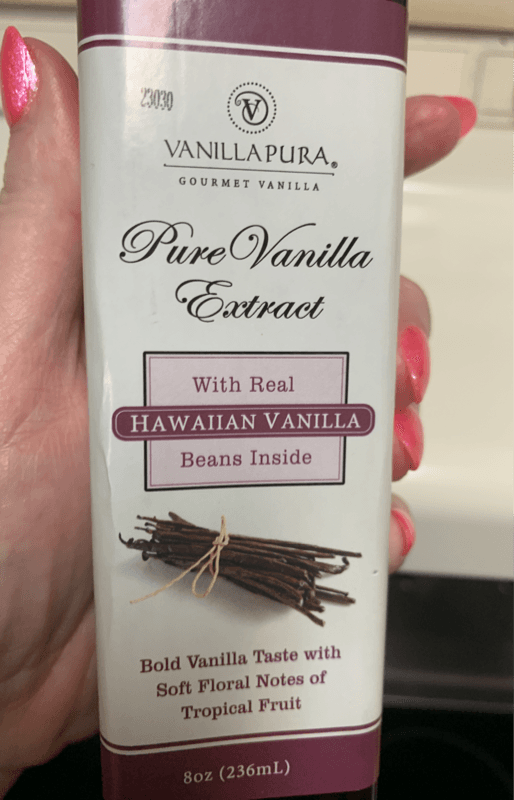 23030
V
VANILLAPURA®
GOURMET VANILLA
Pure Vanilla
Extract
With Real
HAWAIIAN VANILLA
Beans Inside
Bold Vanilla Taste with
Soft Floral Notes of
Tropical Fruit
8oz (236mL)